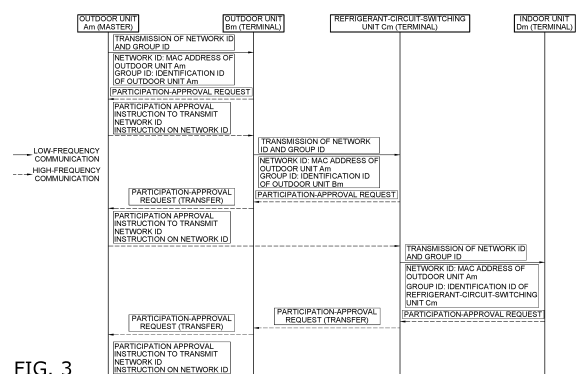 OUTDOOR UNIT
Am (MASTER)
OUTDOOR UNIT
Bm (TERMINAL)
REFRIGERANT-CIRCUIT-SWITCHING
UNIT Cm (TERMINAL)
INDOOR UNIT
Dm (TERMINAL)
TRANSMISSION OF NETWORK ID
AND GROUP ID
NETWORK ID: MAC ADDRESS OF
OUTDOOR UNIT Am
GROUP ID: IDENTIFICATION ID
OF OUTDOOR UNIT Am
PARTICIPATION-APPROVAL REQUEST
PARTICIPATION APPROVAL
INSTRUCTION TO TRANSMIT
NETWORK ID
INSTRUCTION ON NETWORK ID
LOW-FREQUENCY
COMMUNICATION
HIGH-FREQUENCY
COMMUNICATION
TRANSMISSION OF NETWORK
ID AND GROUP ID
NETWORK ID: MAC ADDRESS OF
OUTDOOR UNIT Am
GROUP ID: IDENTIFICATION ID
OF OUTDOOR UNIT Bm
PARTICIPATION-APPROVAL REQUEST
PARTICIPATION-APPROVAL
REQUEST (TRANSFER)
PARTICIPATION APPROVAL
INSTRUCTION TO TRANSMIT
NETWORK ID
INSTRUCTION ON NETWORK ID
TRANSMISSION OF NETWORK ID
AND GROUP ID
NETWORK ID: MAC ADDRESS OF
OUTDOOR UNIT Am
GROUP ID: IDENTIFICATION ID OF
REFRIGERANT-CIRCUIT-SWITCHING
UNIT Cm
PARTICIPATION-APPROVAL REQUEST
PARTICIPATION-APPROVAL
REQUEST (TRANSFER)
PARTICIPATION-APPROVAL
REQUEST (TRANSFER)
PARTICIPATION APPROVAL
INSTRUCTION TO TRANSMIT
NETWORK ID
INSTRUCTION ON NETWORK ID
FIG. 3